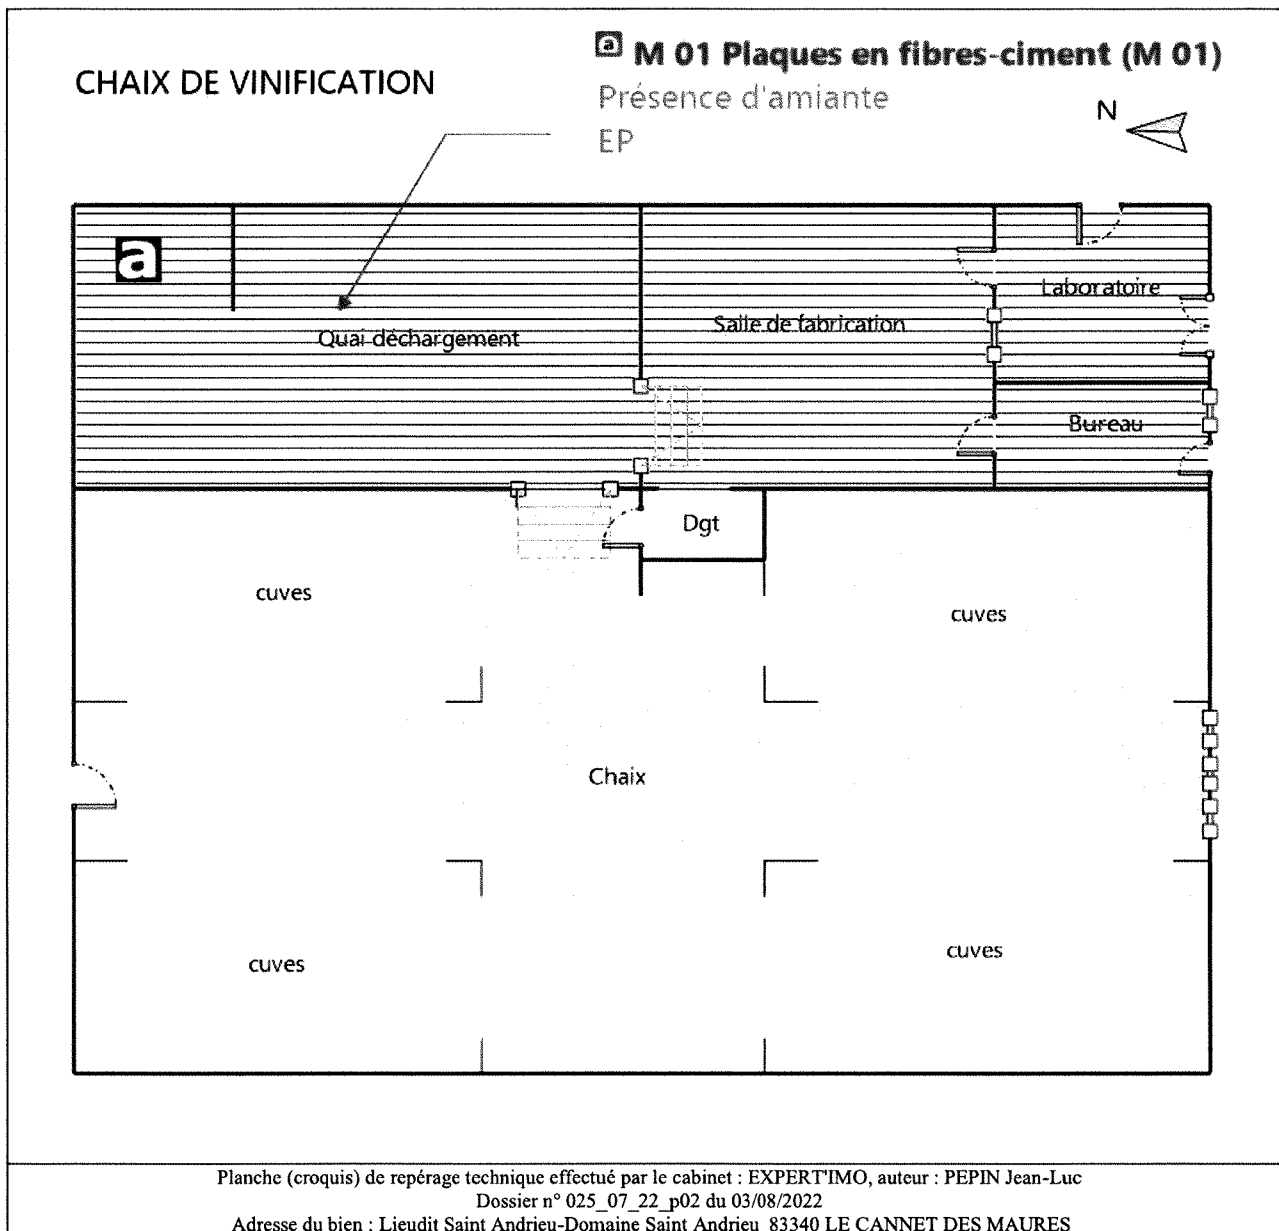 CHAIX DE VINIFICATION
a M 01 Plaques en fibres-ciment (M 01)
Présence d'amiante
EP
N
a
Laboratoire
Salle de fabrication
Quai déchargement
Bureau
Dgt
cuves
cuves
Chaix
cuves
cuves
Planche (croquis) de repérage technique effectué par le cabinet : EXPERT'IMO, auteur : PEPIN Jean-Luc
Dossier n° 025_07_22_p02 du 03/08/2022
Adresse du bien : Lieudit Saint Andrieu-Domaine Saint Andrieu 83340 LE CANNET DES MAURES